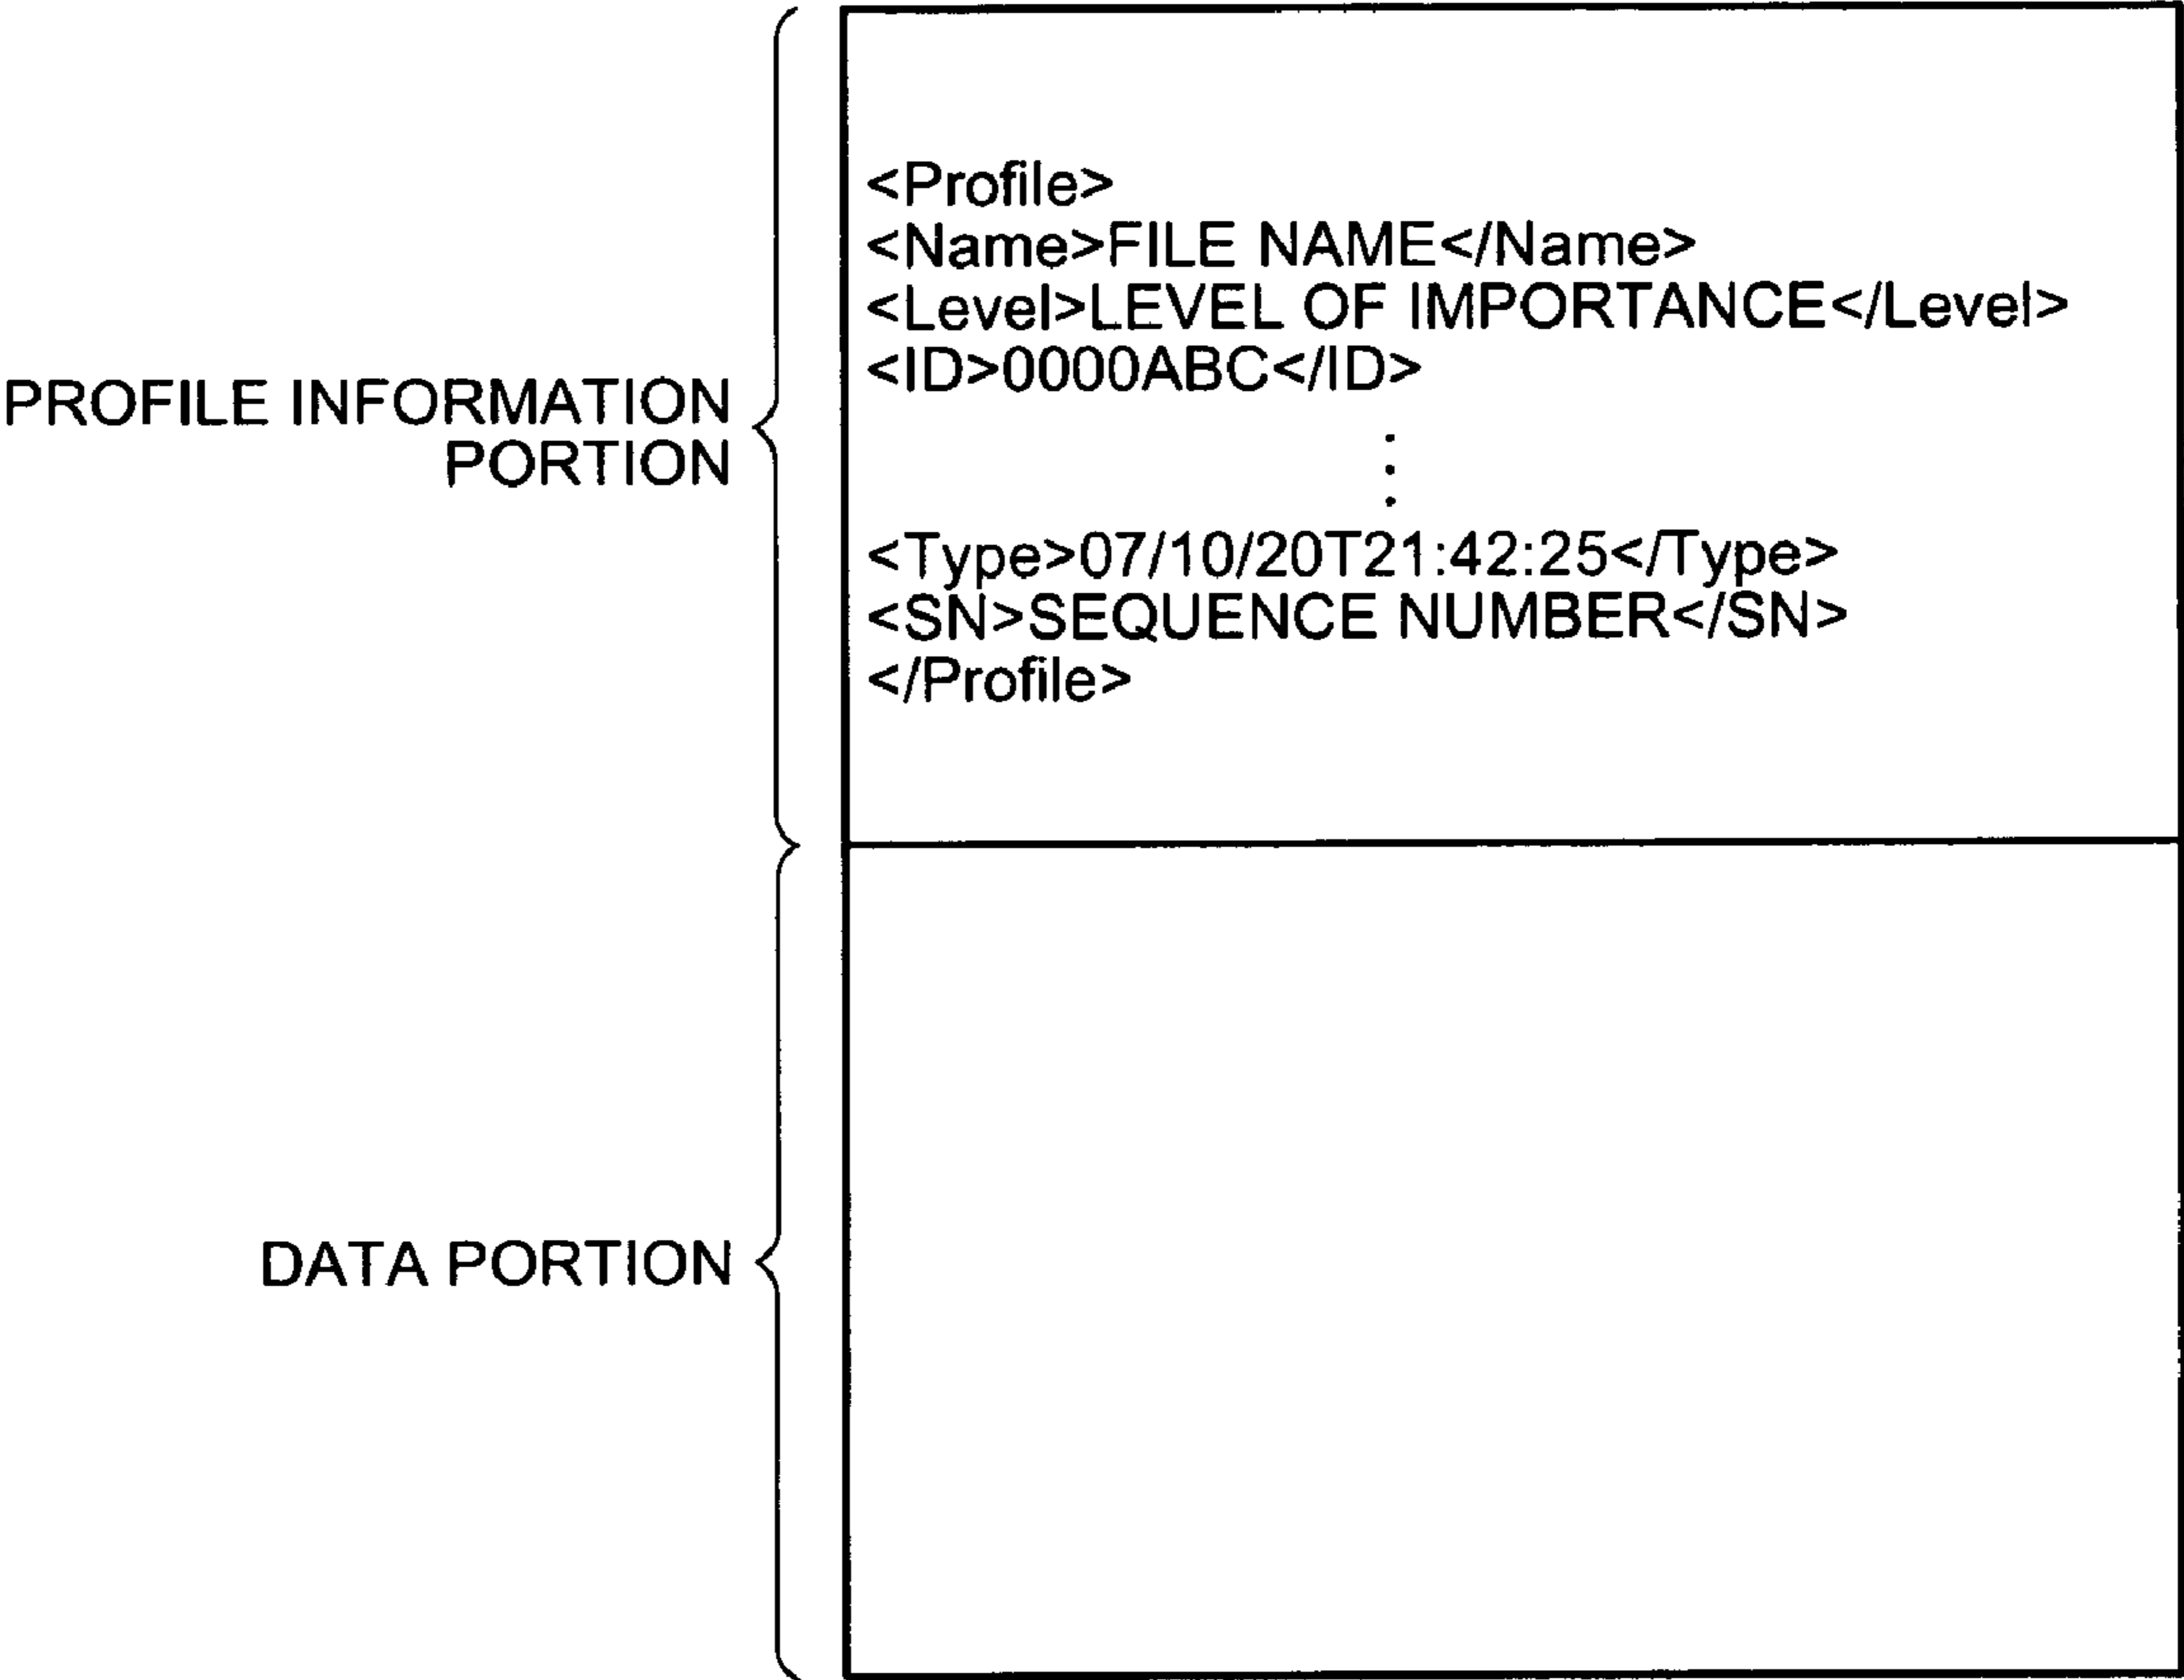 PROFILE INFORMATION
PORTION
<Profile>
<Name>FILE NAME</Name>
<Level>LEVEL OF IMPORTANCE</Level>
<ID>0000ABC</ID>
:
.
<Type>07/10/20T21:42:25</Type>
<SN>SEQUENCE NUMBER</SN>
</Profile>
DATA PORTION